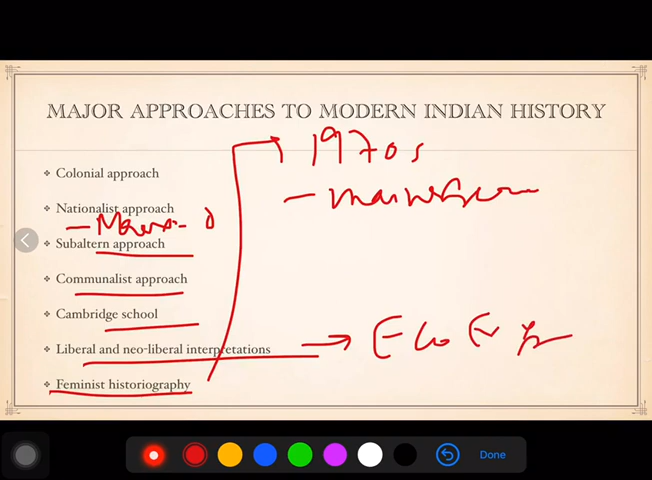 MAJOR APPROACHES TO MODERN INDIAN HISTORY
1970s
❖ Colonial approach
❖ Nationalist approach
❖ Subaltern approach
❖ Communalist approach
❖ Cambridge school
❖ Liberal and neo-liberal interpretations
❖ Feminist historiography
Done